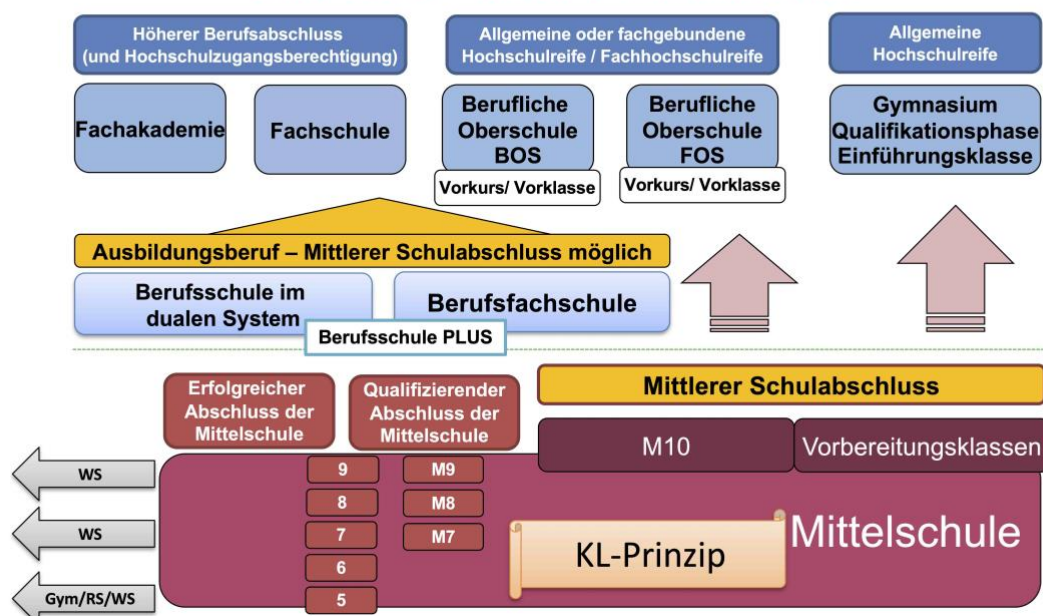 Höherer Berufsabschluss
(und Hochschulzugangsberechtigung)
Allgemeine oder fachgebundene
Hochschulreife / Fachhochschulreife
Allgemeine
Hochschulreife
Fachakademie
Fachschule
Berufliche
Oberschule
BOS
Vorkurs/ Vorklasse
Berufliche
Oberschule
FOS
Vorkurs/ Vorklasse
Gymnasium
Qualifikationsphase
Einführungsklasse
Ausbildungsberuf – Mittlerer Schulabschluss möglich
Berufsschule im
dualen System
Berufsfachschule
Berufsschule PLUS
Erfolgreicher
Abschluss der
Mittelschule
Qualifizierender
Abschluss der
Mittelschule
Mittlerer Schulabschluss
M10
Vorbereitungsklassen
WS
9
M9
8
M8
WS
7
M7
6
Gym/RS/WS
5
KL-Prinzip
Mittelschule